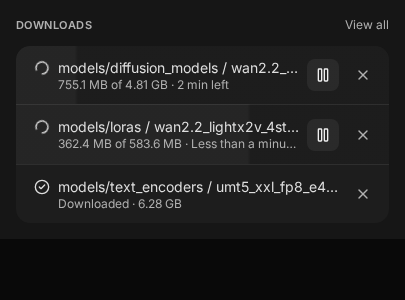 DOWNLOADS
View all
models/diffusion_models / wan2.2_...
755.1 MB of 4.81 GB · 2 min left
models/loras / wan2.2_lightx2v_4st...
362.4 MB of 583.6 MB · Less than a minu...
models/text_encoders / umt5_xxl_fp8_e4...
Downloaded · 6.28 GB